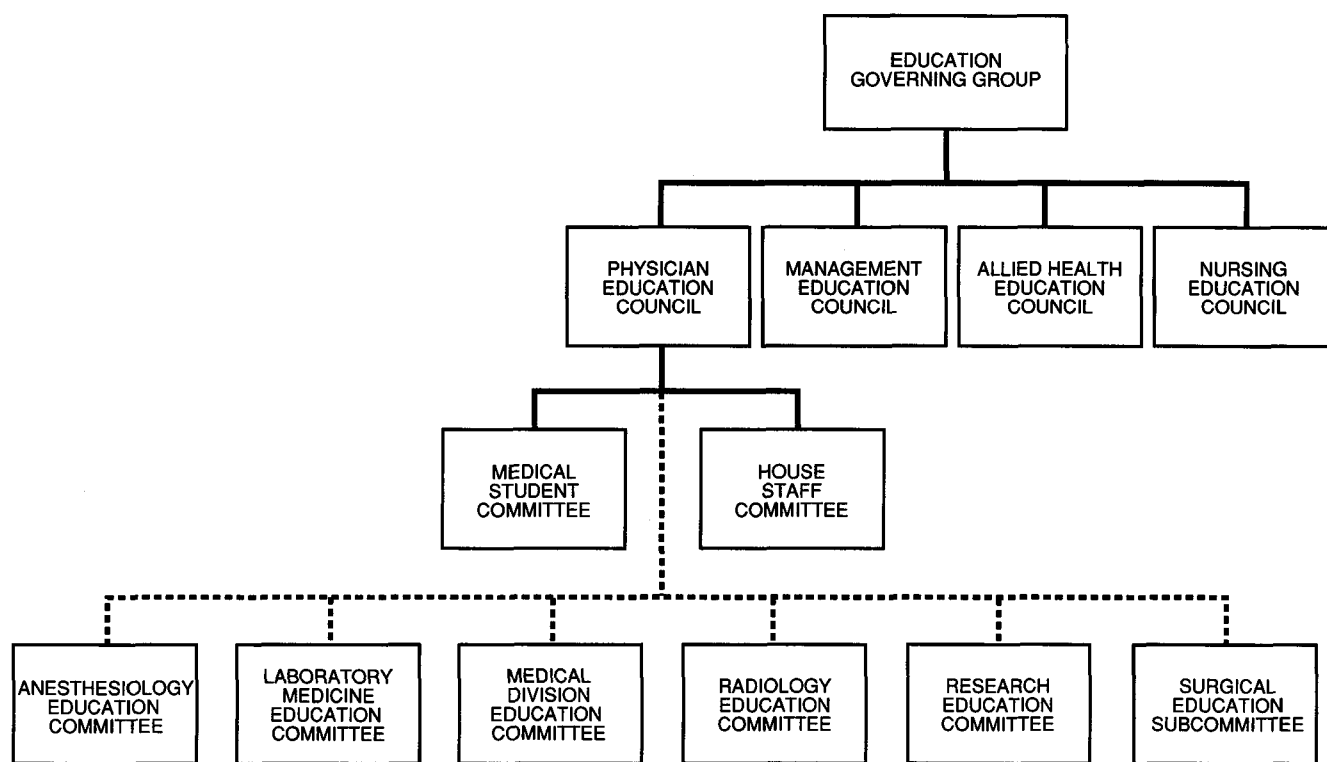 EDUCATION
GOVERNING GROUP
PHYSICIAN
EDUCATION
COUNCIL
MANAGEMENT
EDUCATION
COUNCIL
ALLIED HEALTH
EDUCATION
COUNCIL
NURSING
EDUCATION
COUNCIL
MEDICAL
STUDENT
COMMITTEE
HOUSE
STAFF
COMMITTEE
ANESTHESIOLOGY
EDUCATION
COMMITTEE
LABORATORY
MEDICINE
EDUCATION
COMMITTEE
MEDICAL
DIVISION
EDUCATION
COMMITTEE
RADIOLOGY
EDUCATION
COMMITTEE
RESEARCH
EDUCATION
COMMITTEE
SURGICAL
EDUCATION
SUBCOMMITTEE